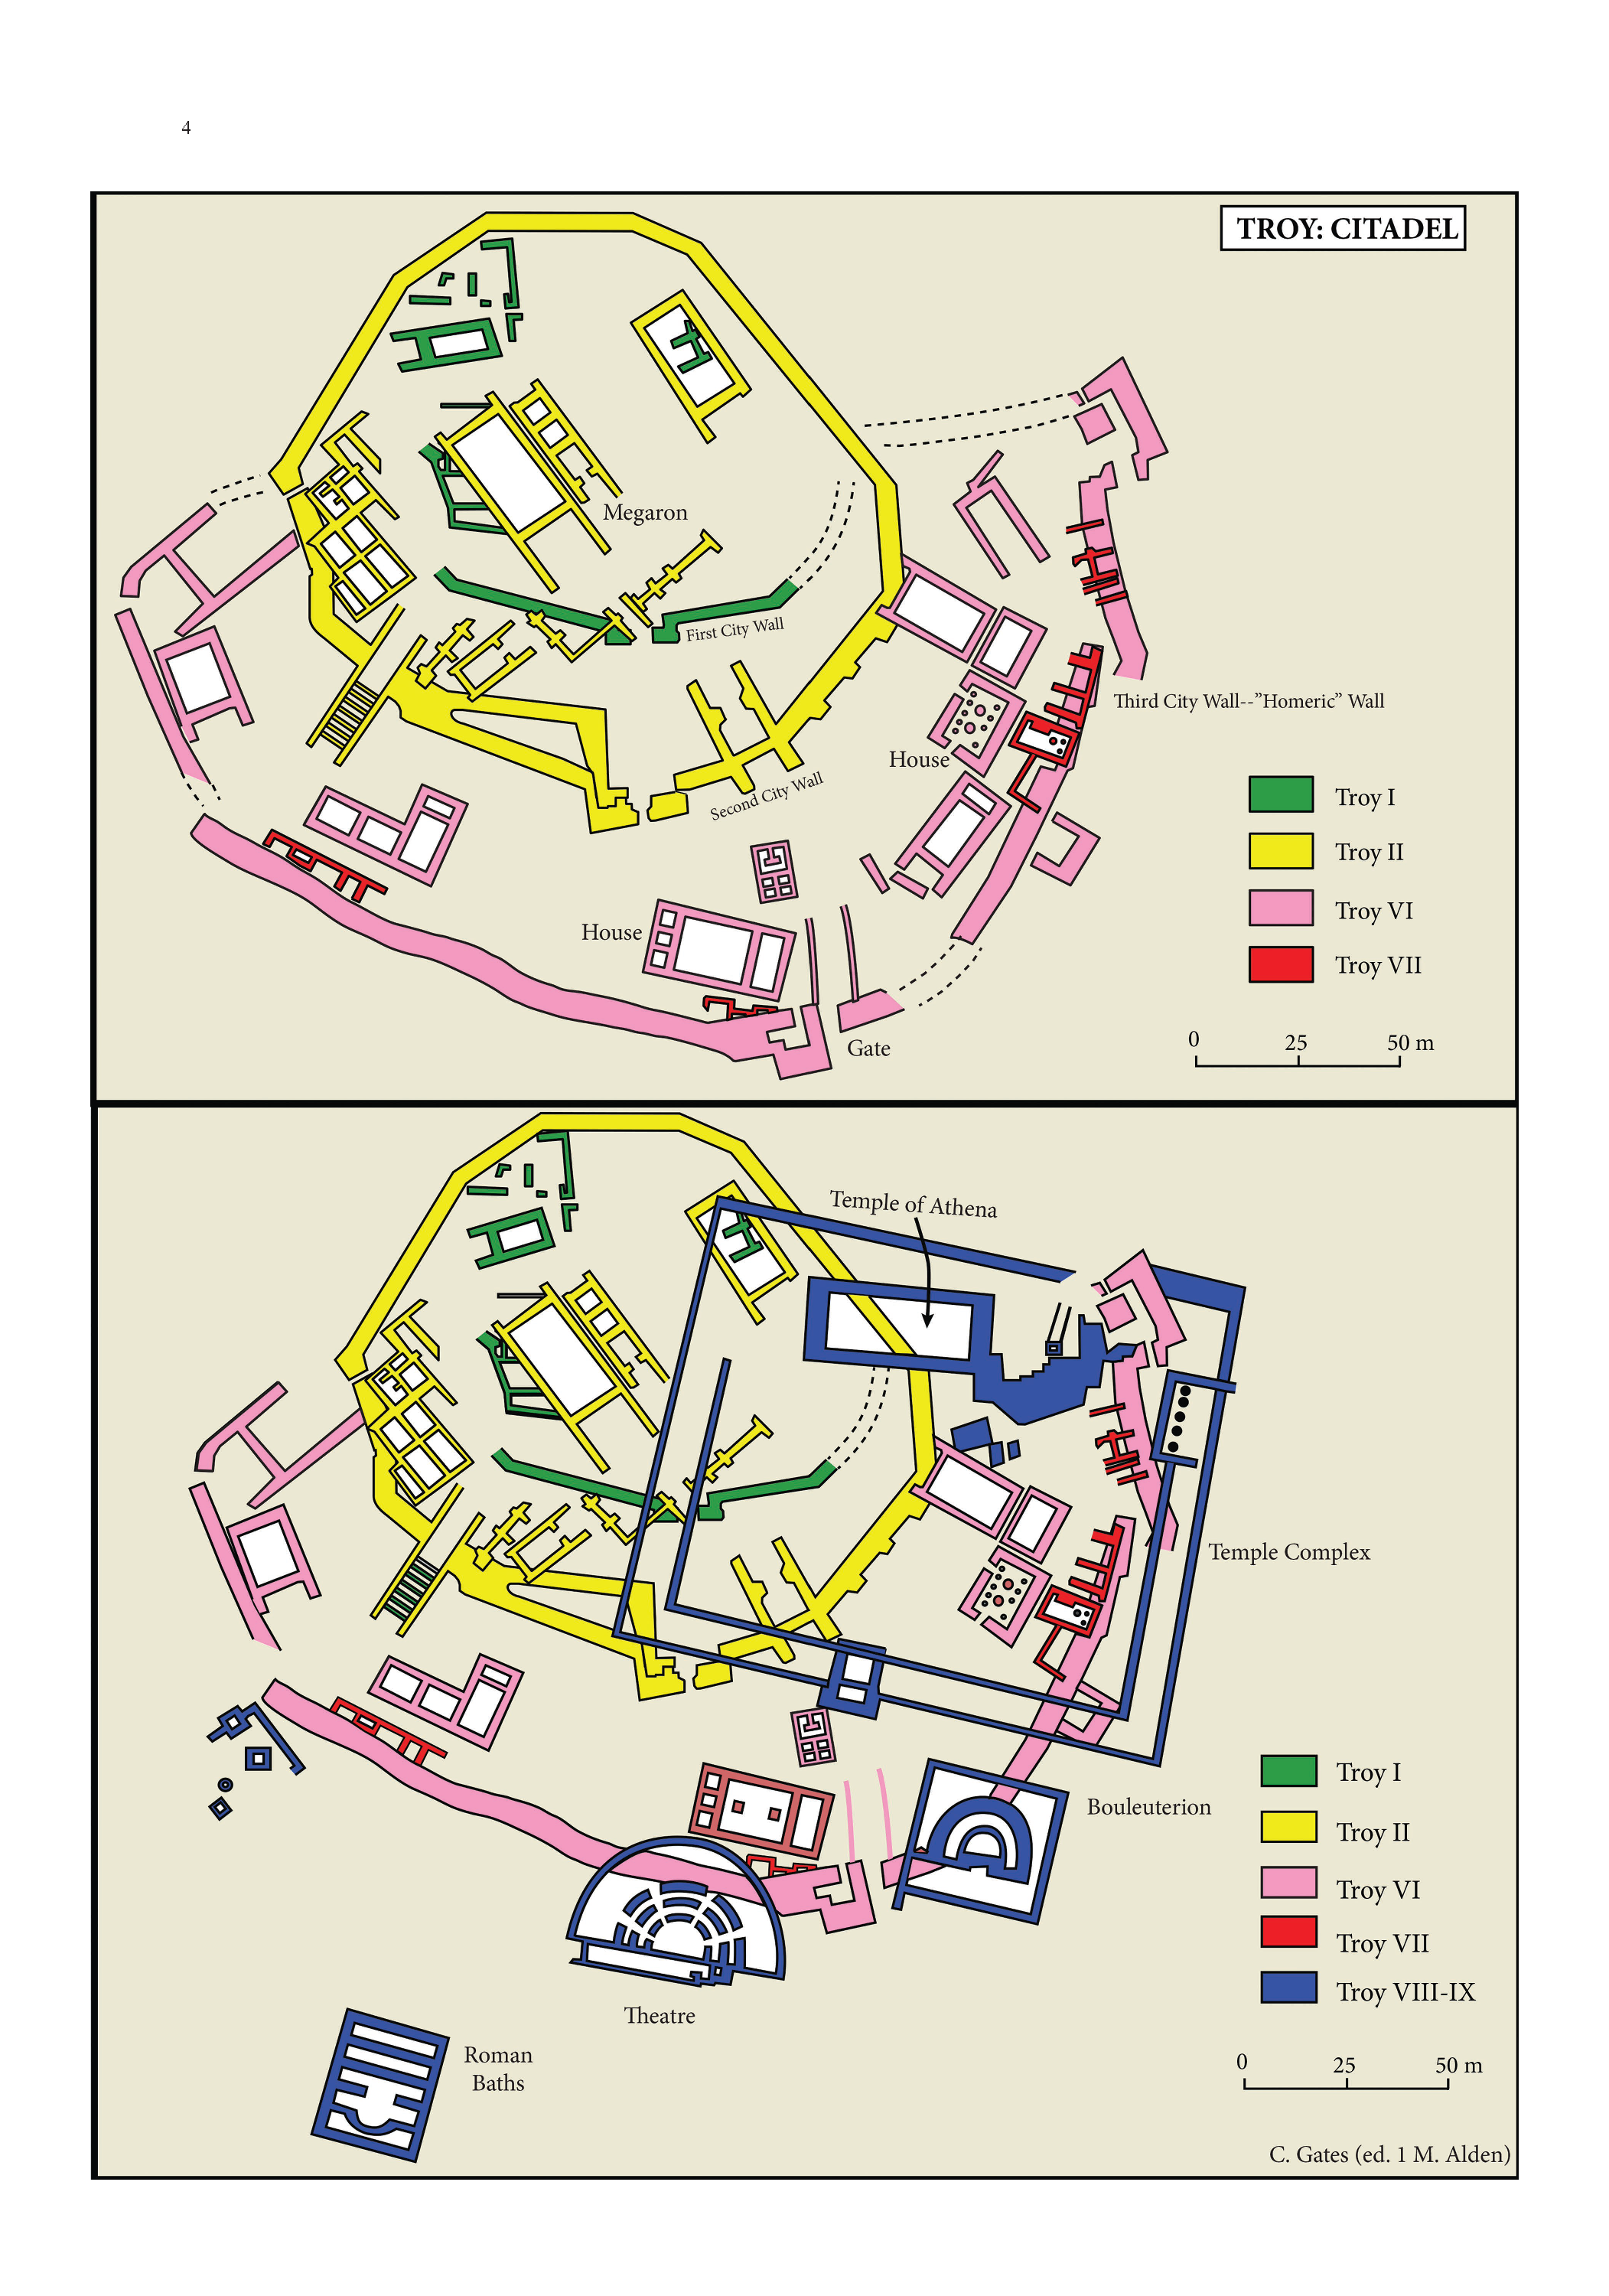 4
TROY: CITADEL
Megaron
First City Wall
Third City Wall--”Homeric” Wall
House
Second City Wall
Troy I
Troy II
Troy VI
Troy VII
House
0 25 50 m
Gate
Temple of Athena
Temple Complex
Troy I
Bouleuterion
Troy II
Troy VI
Troy VII
Troy VIII-IX
Theatre
Roman
Baths
0 25 50 m
C. Gates (ed. 1 M. Alden)